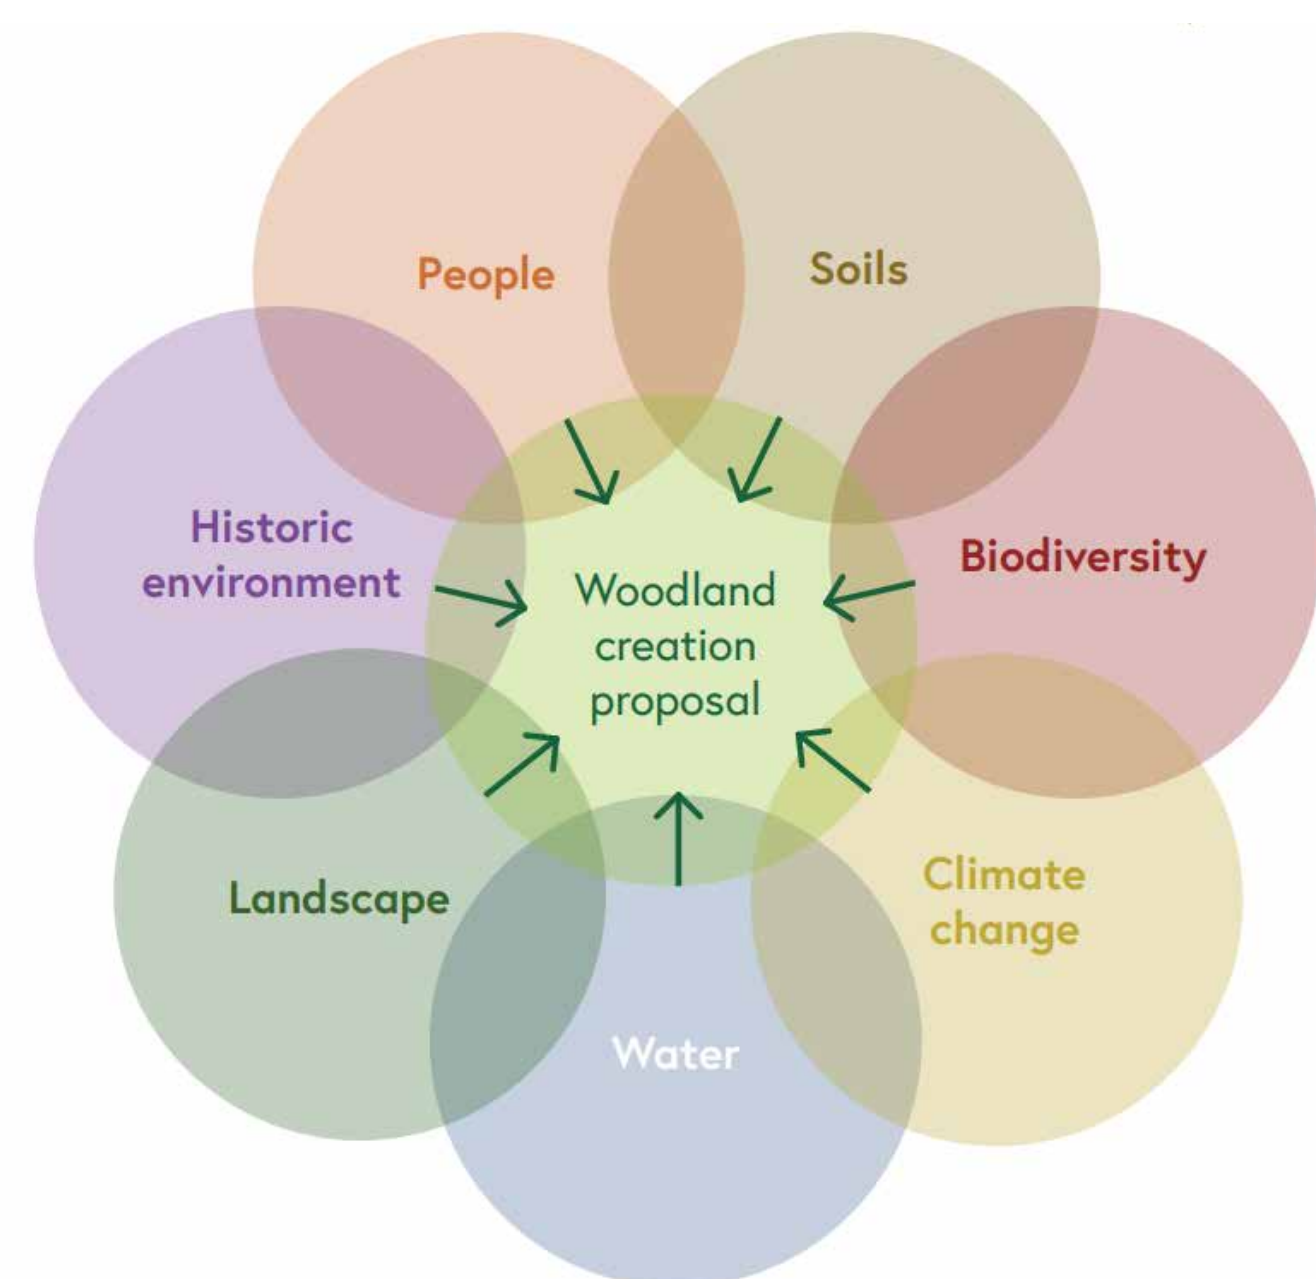 People
Soils
Historic
environment
Biodiversity
Woodland
creation
proposal
Landscape
Climate
change
Water